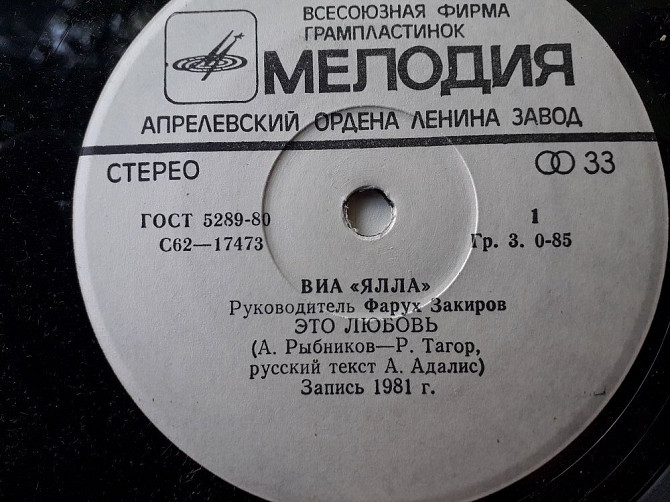 ВСЕСОЮЗНАЯ ФИРМА
ГРАМПЛАСТИНОК
МЕЛОДИЯ
АПРЕЛЕВСКИЙ ОРДЕНА ЛЕНИНА ЗАВОД
СТЕРЕО 33
ГОСТ 5289-80 1
С62—17473 Гр. 3. 0-85
ВИА «ЯЛЛА»
Руководитель Фарух Закиров
ЭТО ЛЮБОВЬ
(А. Рыбников—Р. Тагор,
русский текст А. Адалис)
Запись 1981 г.